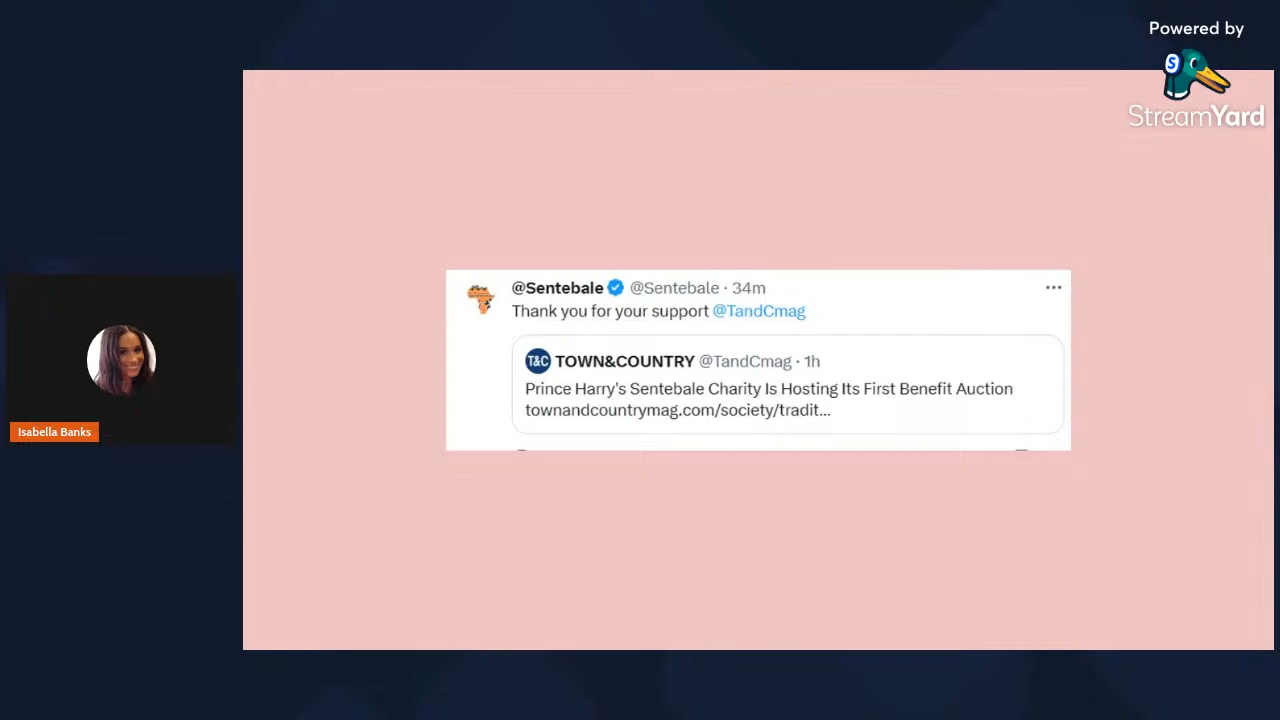 Powered by
S
StreamYard
@Sentebale @Sentebale · 34m
Thank you for your support @TandCmag
T&C TOWN&COUNTRY @TandCmag · 1h
Prince Harry's Sentebale Charity Is Hosting Its First Benefit Auction
townandcountrymag.com/society/tradit...
Isabella Banks